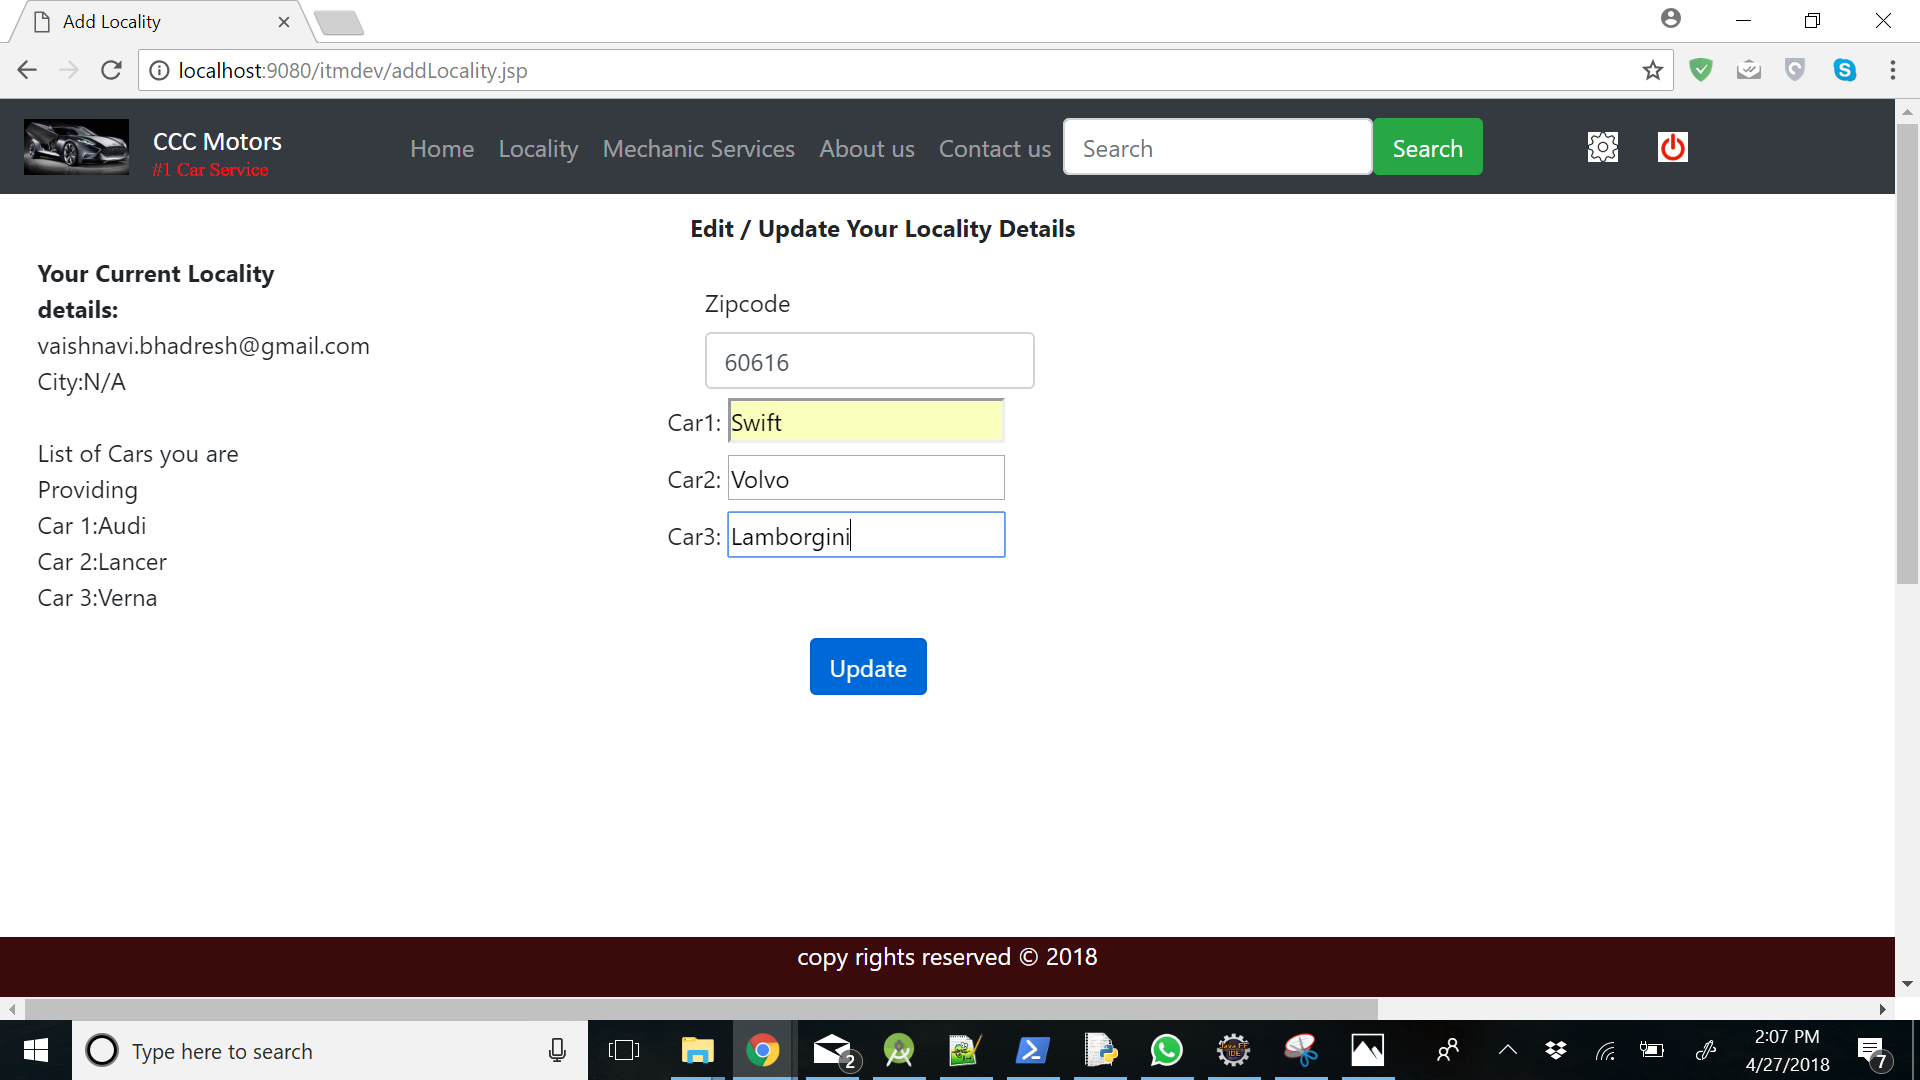 Add Locality
localhost:9080/itmdev/addLocality.jsp
CCC Motors
#1 Car Service
Home Locality Mechanic Services About us Contact us Search Search
Edit / Update Your Locality Details
Your Current Locality
details:
vaishnavi.bhadresh@gmail.com
City:N/A
List of Cars you are
Providing
Car 1:Audi
Car 2:Lancer
Car 3:Verna
Zipcode
60616
Car1: Swift
Car2: Volvo
Car3: Lamborgini
Update
copy rights reserved © 2018
Type here to search
2
2:07 PM
4/27/2018
7